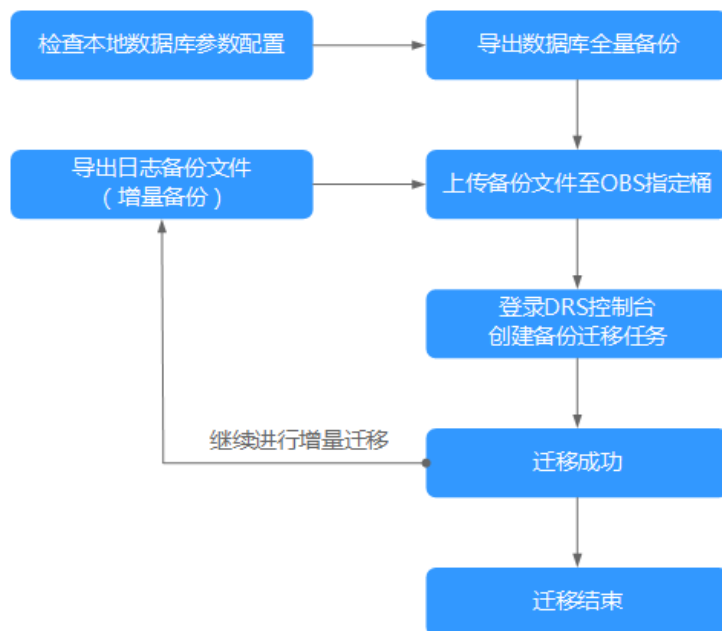 检查本地数据库参数配置
导出数据库全量备份
导出日志备份文件
（增量备份）
上传备份文件至OBS指定桶
登录DRS控制台
创建备份迁移任务
继续进行增量迁移
迁移成功
迁移结束